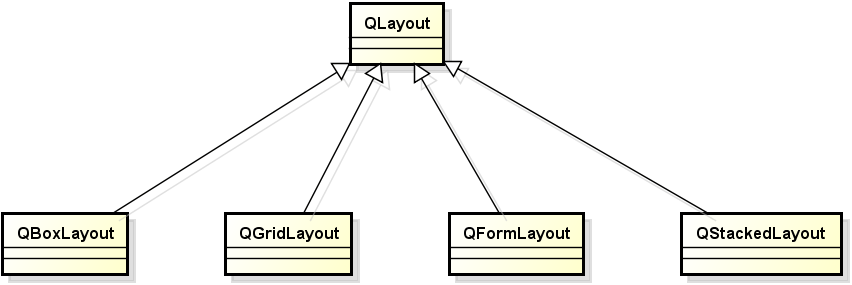 QLayout
QBoxLayout
QGridLayout
QFormLayout
QStackedLayout